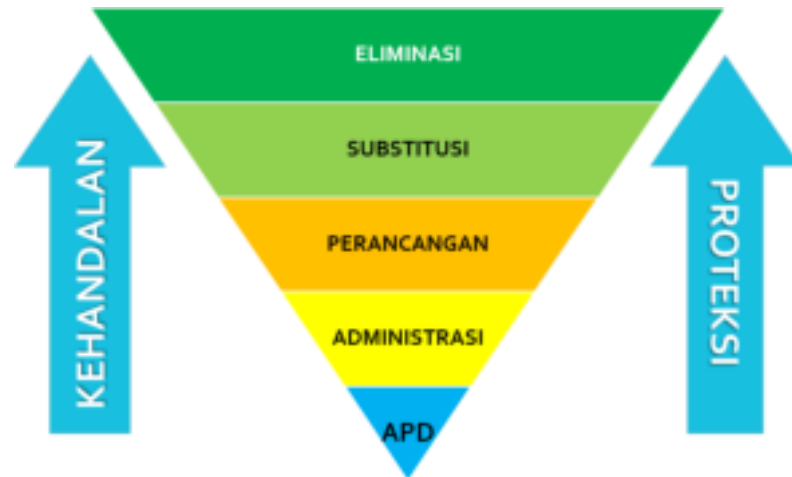 ELIMINASI
SUBSTITUSI
PERANCANGAN
ADMINISTRASI
APD
KEHANDALAN
PROTEKSI